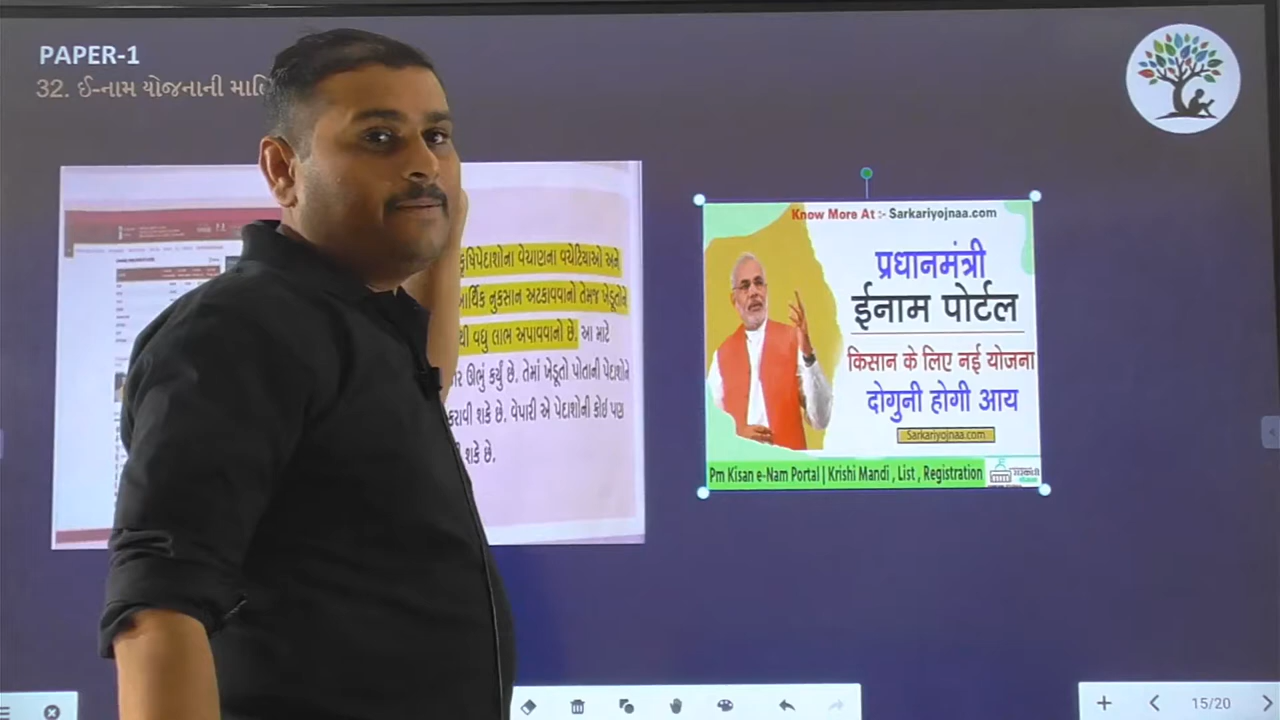 PAPER-1
32. ઈ-નામ યોજનાની
કૃષિપેદાશોના વેચાણના વચેટિયાઓ અને
આર્થિક નુકસાન અટકાવવાનો તેમજ ખેડૂતોને
થી વધુ લાભ અપાવવાનો છે. આ માટે
ઊભું કર્યું છે. તેમાં ખેડૂતો પોતાની પેદાશોને
કરાવી શકે છે. વેપારી એ પેદાશોની કોઈ પણ
શકે છે.
Know More At :- Sarkariyojnaa.com
प्रधानमंत्री
ईनाम पोर्टल
किसान के लिए नई योजना
दोगुनी होगी आय
Sarkariyojnaa.com
Pm Kisan e-Nam Portal | Krishi Mandi , List , Registration
15/20